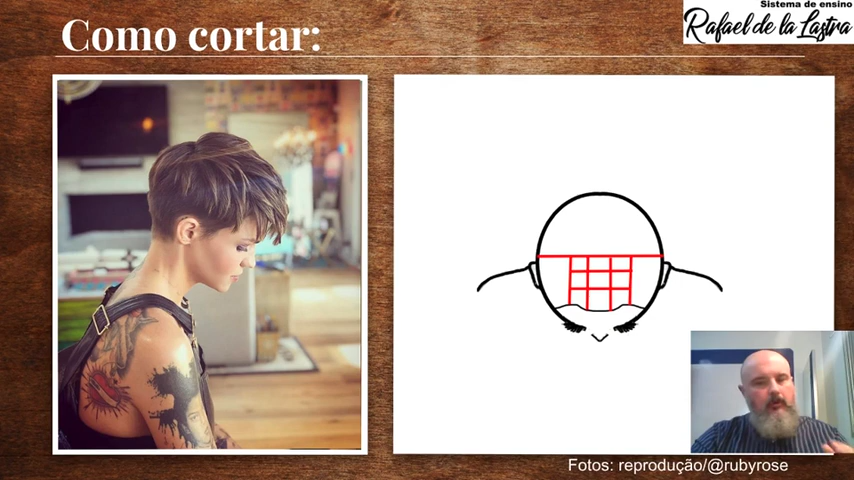 Como cortar:
Sistema de ensino
Rafael de la Lastra
Fotos: reprodução/@rubyrose